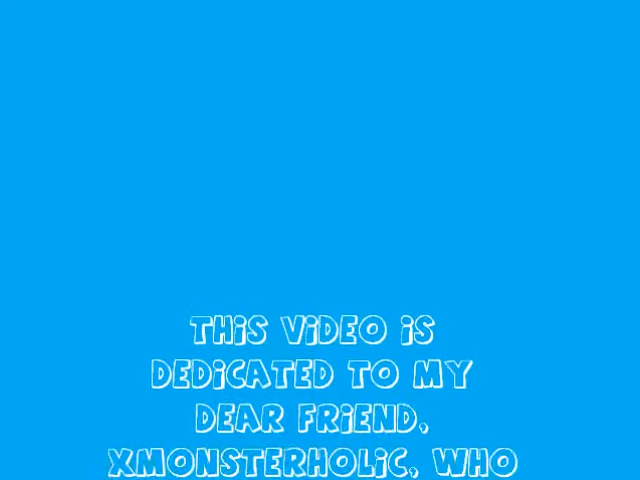 THIS VIDEO IS
DEDICATED TO MY
DEAR FRIEND,
XMONSTERHOLIC, WHO